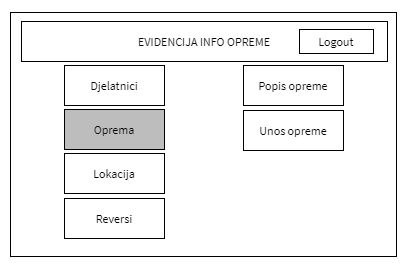 EVIDENCIJA INFO OPREME
Logout
Djelatnici
Oprema
Lokacija
Reversi
Popis opreme
Unos opreme